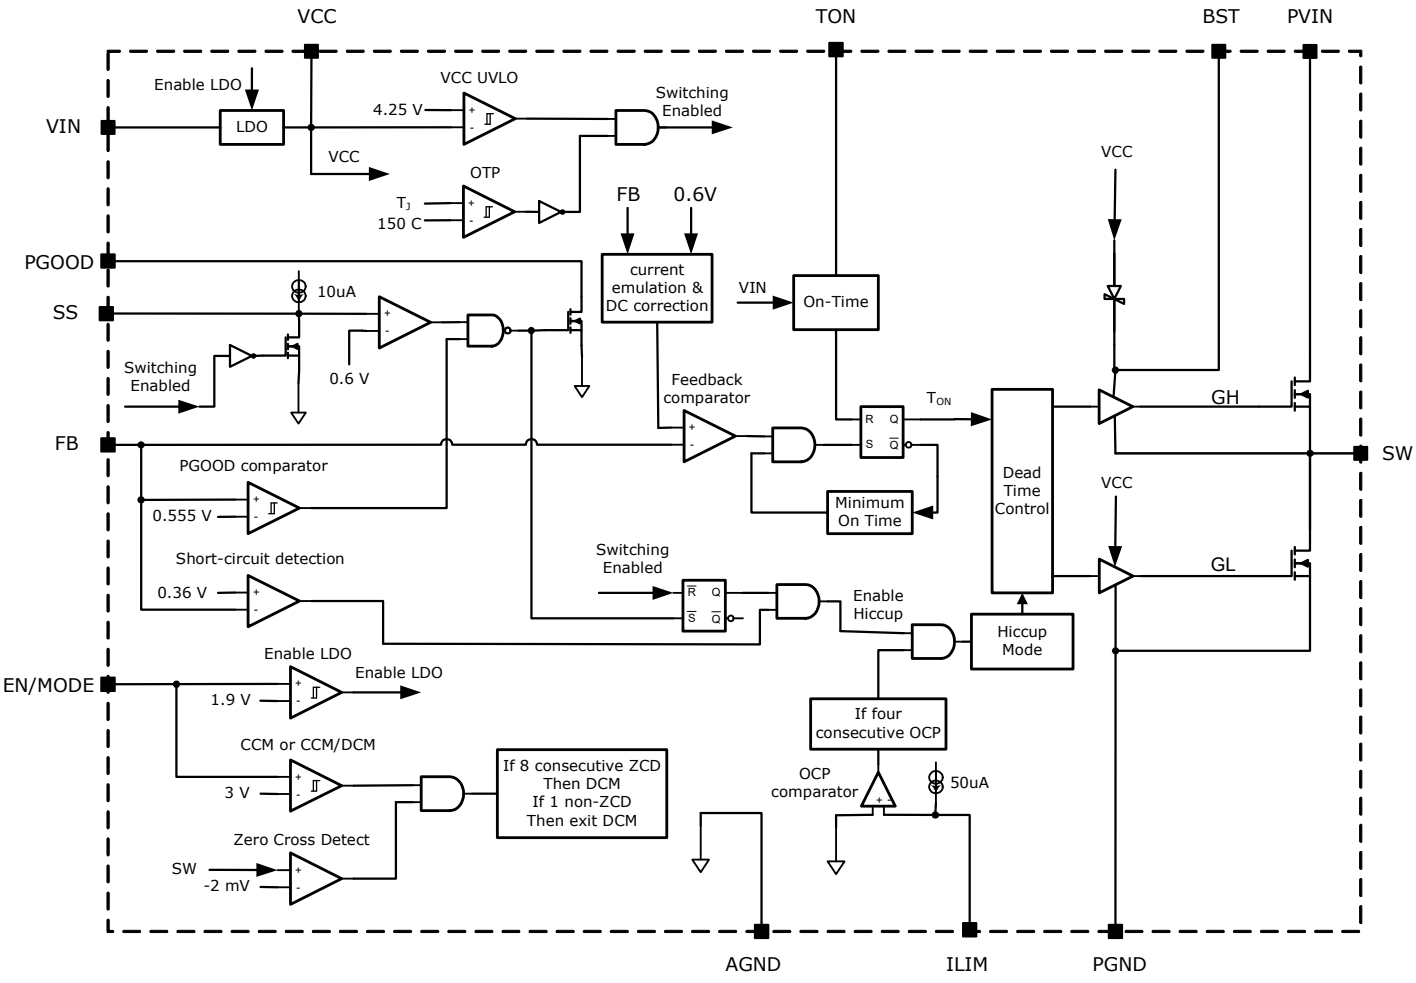 VCC
TON
BST
PVIN
Enable LDO
VCC UVLO
4.25 V
+
-
Switching
Enabled
VIN
LDO
VCC
OTP
TJ
150 C
+
-
FB
0.6V
VCC
PGOOD
current
emulation &
DC correction
VIN
On-Time
SS
10uA
+
-
0.6 V
Switching
Enabled
Feedback
comparator
+
-
TON
R Q
S Q
GH
FB
SW
PGOOD comparator
+
-
0.555 V
Minimum
On Time
Dead
Time
Control
VCC
Short-circuit detection
0.36 V
+
-
Switching
Enabled
R Q
S Q
Enable
Hiccup
GL
Hiccup
Mode
EN/MODE
Enable LDO
+
-
1.9 V
Enable LDO
If four
consecutive OCP
CCM or CCM/DCM
+
-
3 V
If 8 consecutive ZCD
Then DCM
If 1 non-ZCD
Then exit DCM
OCP
comparator
+ -
50uA
Zero Cross Detect
SW
+
-
-2 mV
AGND
ILIM
PGND